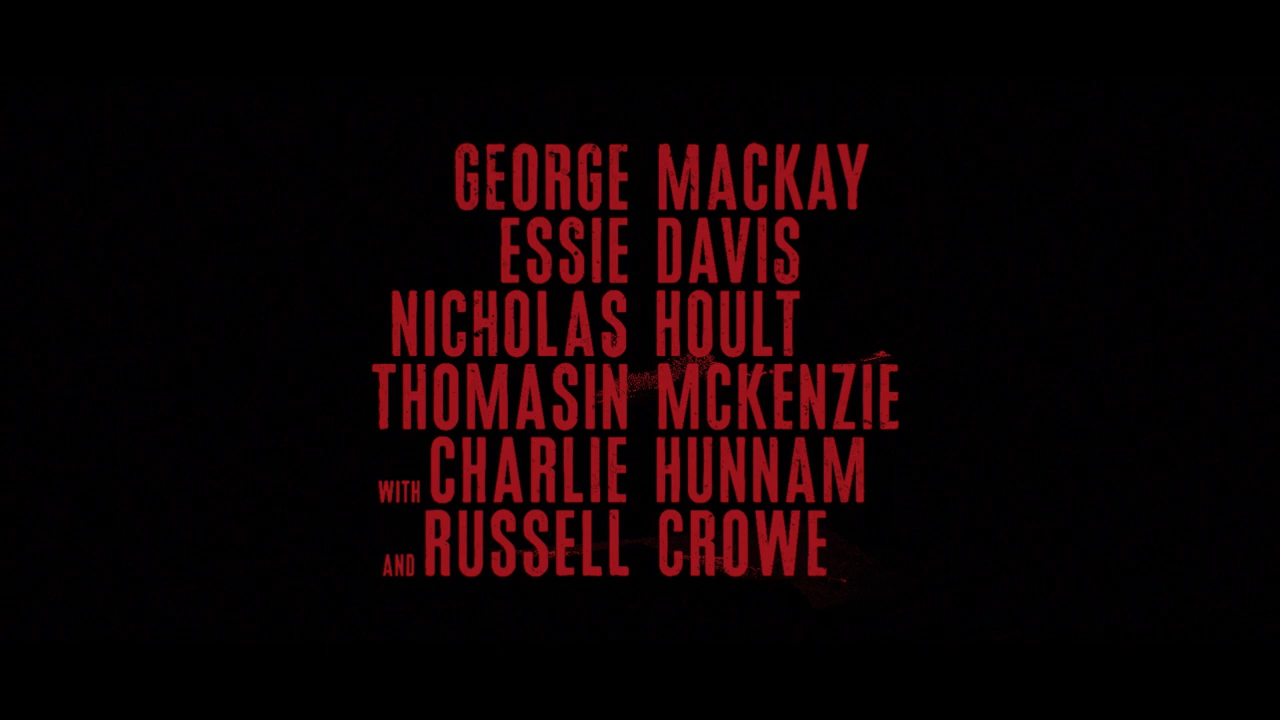 GEORGE MACKAY
ESSIE DAVIS
NICHOLAS HOULT
THOMASIN MCKENZIE
WITH CHARLIE HUNNAM
AND RUSSELL CROWE